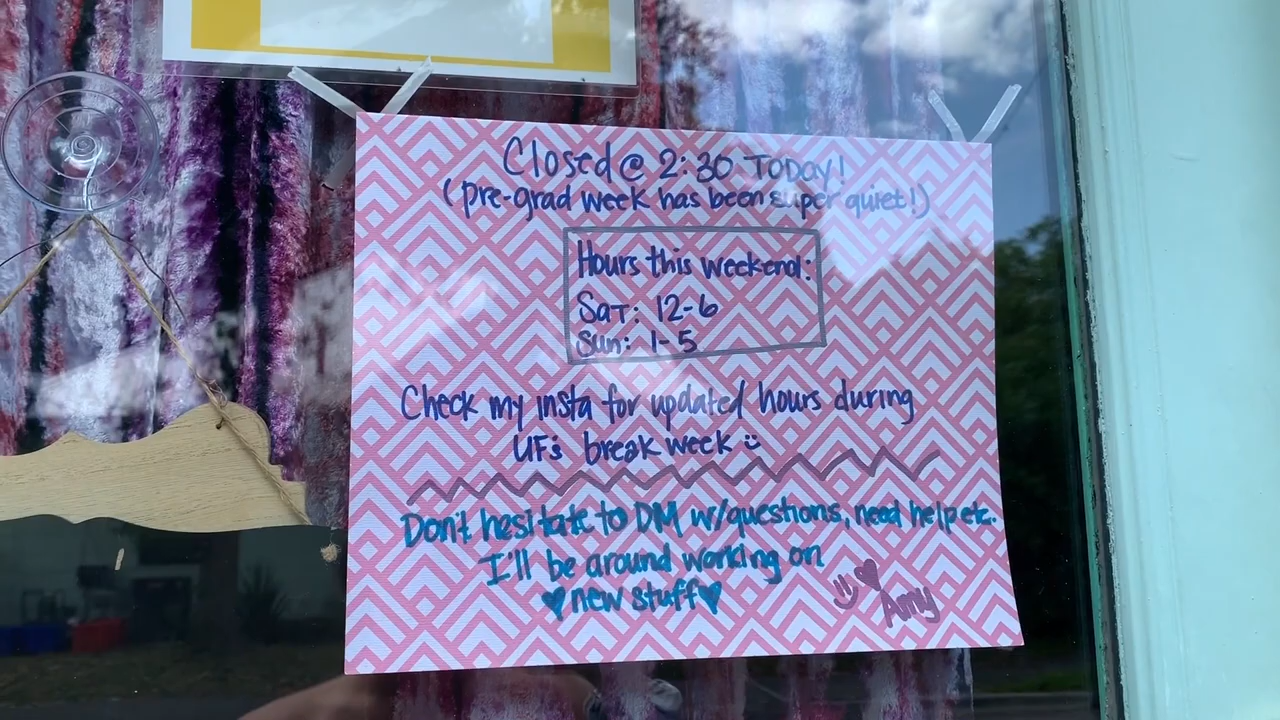 Closed @ 2:30 TODAY!
(pre-grad week has been super quiet!)
Hours this weekend:
Sat: 12-6
Sun: 1-5
Check my insta for updated hours during
UF's break week
Don't hesitate to DM w/questions, need help etc.
I'll be around working on
♥new stuff♥
Amy